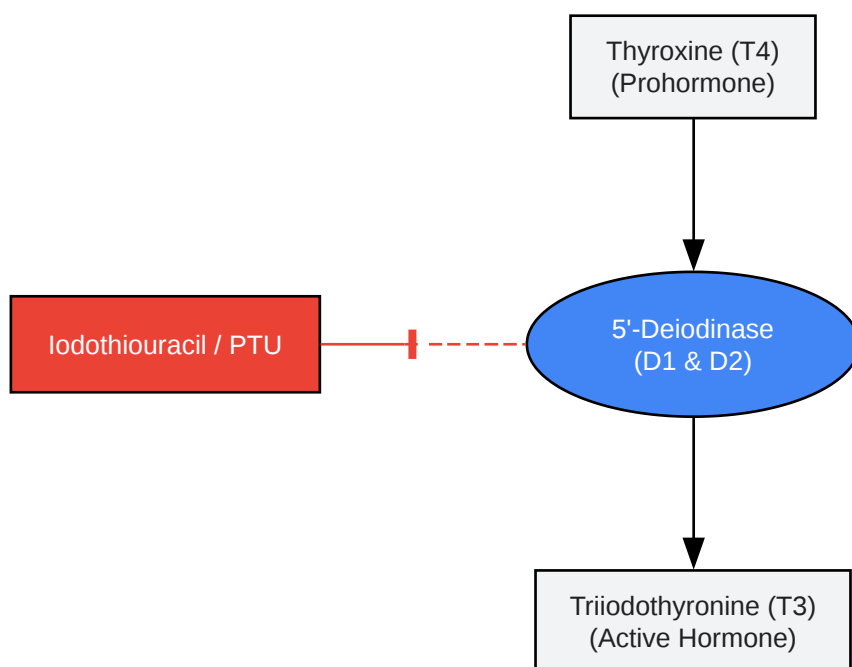 Thyroxine (T4)
(Prohormone)
Iodothiouracil / PTU
5'-Deiodinase
(D1 & D2)
Triiodothyronine (T3)
(Active Hormone)